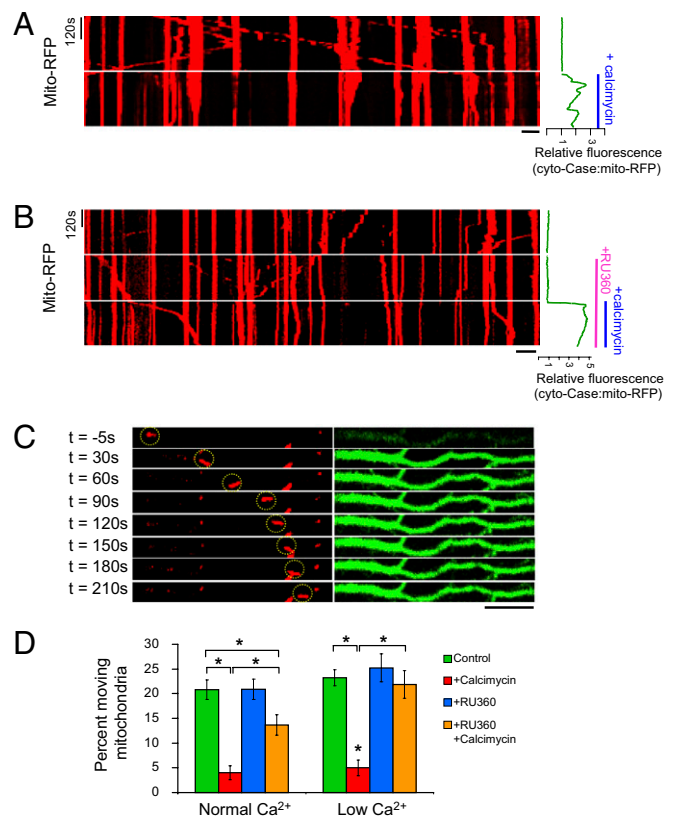 A
120s
Mito-RFP
+ calcimycin
1 3
Relative fluorescence
(cyto-Case:mito-RFP)
B
120s
Mito-RFP
+RU360
+calcimycin
1 3 5
Relative fluorescence
(cyto-Case:mito-RFP)
C
t = -5s
t = 30s
t = 60s
t = 90s
t = 120s
t = 150s
t = 180s
t = 210s
D
Percent moving
mitochondria
30
25
20
15
10
5
0
* * *
* * *
Normal Ca²⁺
Low Ca²⁺
Control
+Calcimycin
+RU360
+RU360
+Calcimycin